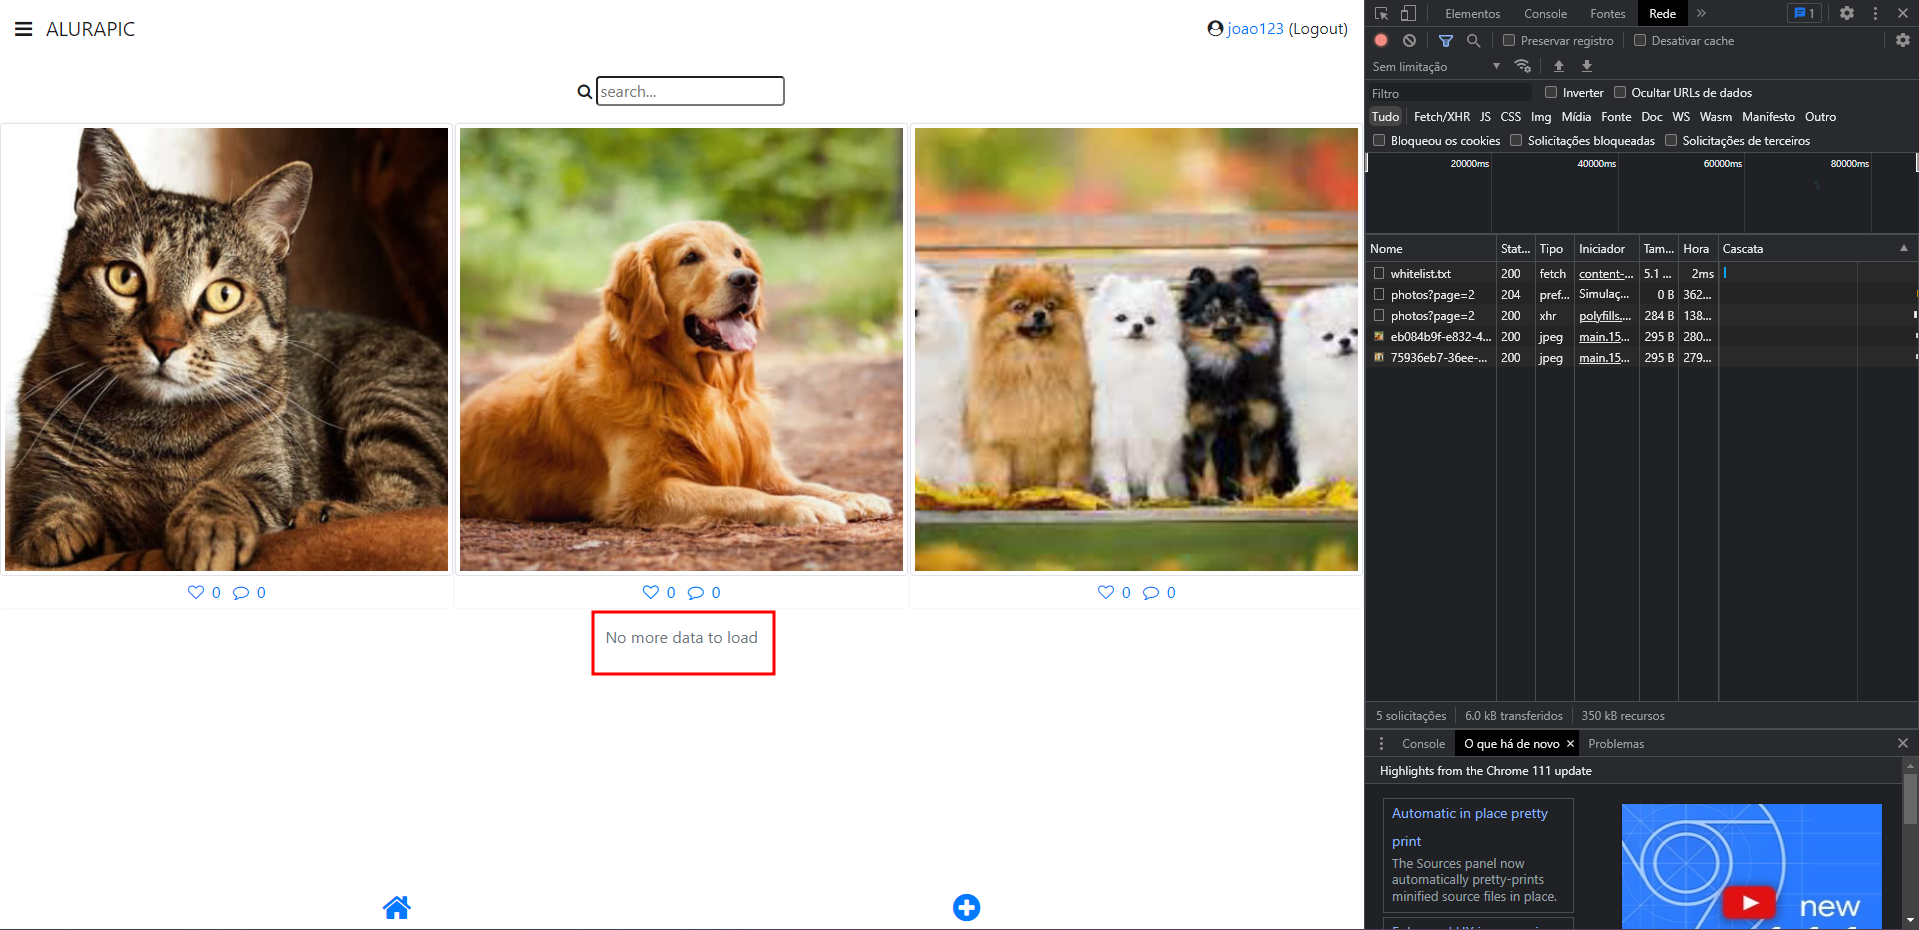 ALURAPIC
joao123 (Logout)
search...
0 0
0 0
0 0
No more data to load
Elementos Console Fontes Rede 1
Preservar registro Desativar cache
Sem limitação
Filtro Inverter Ocultar URLs de dados
Tudo Fetch/XHR JS CSS Img Mídia Fonte Doc WS Wasm Manifesto Outro
Bloqueou os cookies Solicitações bloqueadas Solicitações de terceiros
20000ms 40000ms 60000ms 80000ms
Nome Stat... Tipo Iniciador Tam... Hora Cascata
whitelist.txt 200 fetch content-... 5.1 ... 2ms
photos?page=2 204 pref... Simulaç... 0 B 362...
photos?page=2 200 xhr polyfills.... 284 B 138...
eb084b9f-e832-4... 200 jpeg main.15... 295 B 280...
75936eb7-36ee-... 200 jpeg main.15... 295 B 279...
5 solicitações 6.0 kB transferidos 350 kB recursos
Console O que há de novo Problemas
Highlights from the Chrome 111 update
Automatic in place pretty
print
The Sources panel now
automatically pretty-prints
minified source files in place.
new